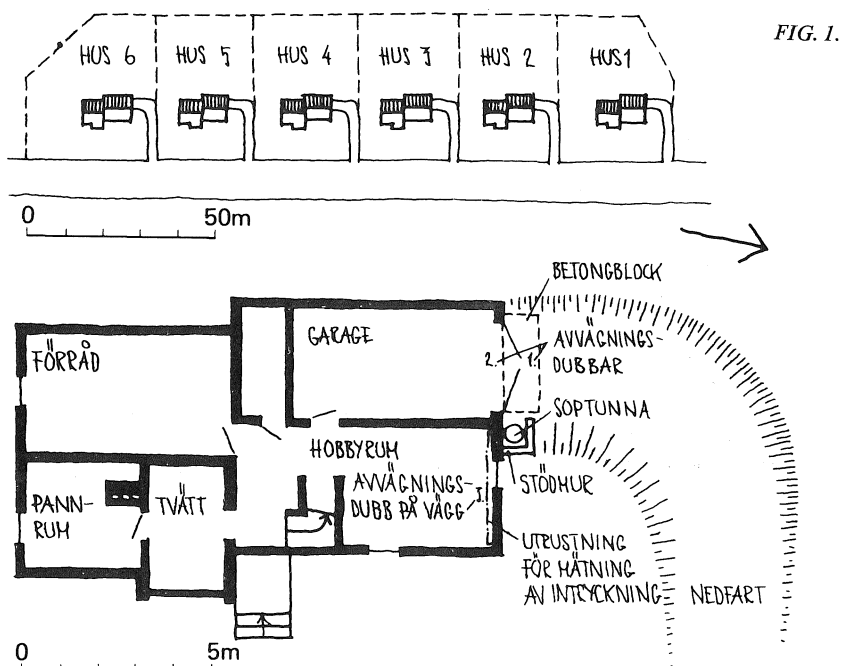 FIG. 1.
HUS 6
HUS 5
HUS 4
HUS 3
HUS 2
HUS 1
0
50m
BETONGBLOCK
GARAGE
2.
1.
AVVÄGNINGS-
DUBBAR
FÖRRÅD
SOPTUNNA
HOBBYRUM
AVVÄGNINGS-
DUBB PÅ VÄGG
3.
STÖDMUR
PANN-
RUM
TVÄTT
UTRUSTNING
FÖR MÄTNING
AV INTRYCKNING
NEDFART
0
5m